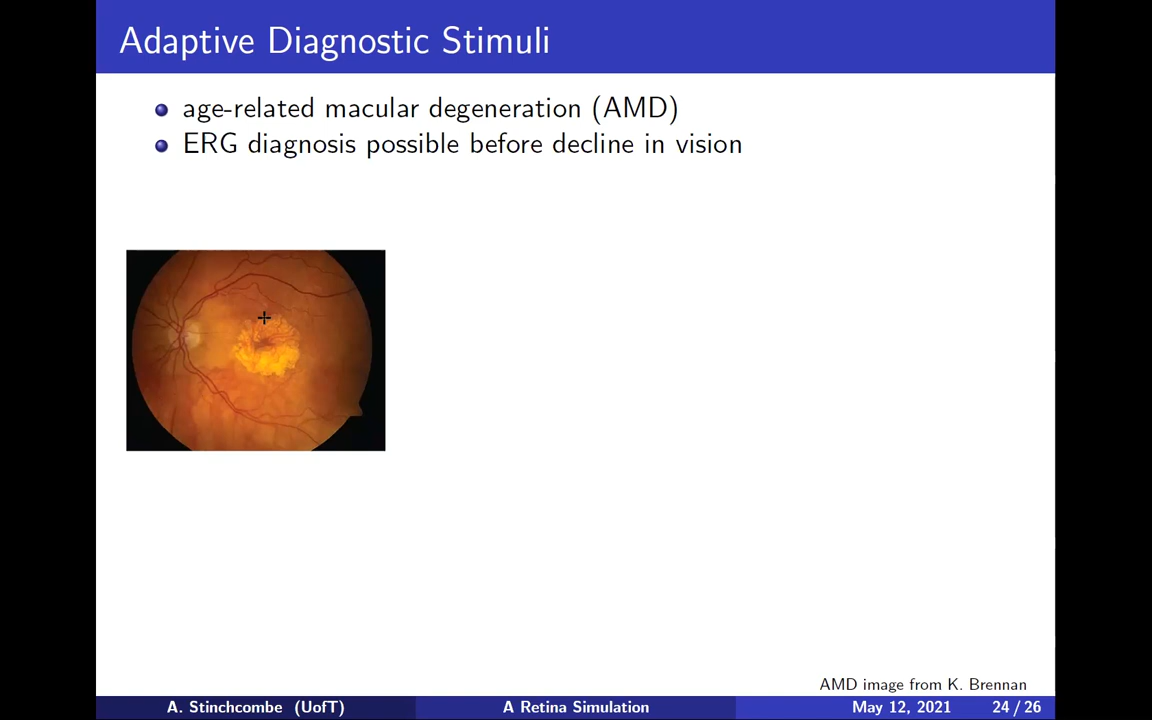 Adaptive Diagnostic Stimuli
age-related macular degeneration (AMD)
ERG diagnosis possible before decline in vision
AMD image from K. Brennan
A. Stinchcombe (UofT) A Retina Simulation May 12, 2021 24 / 26